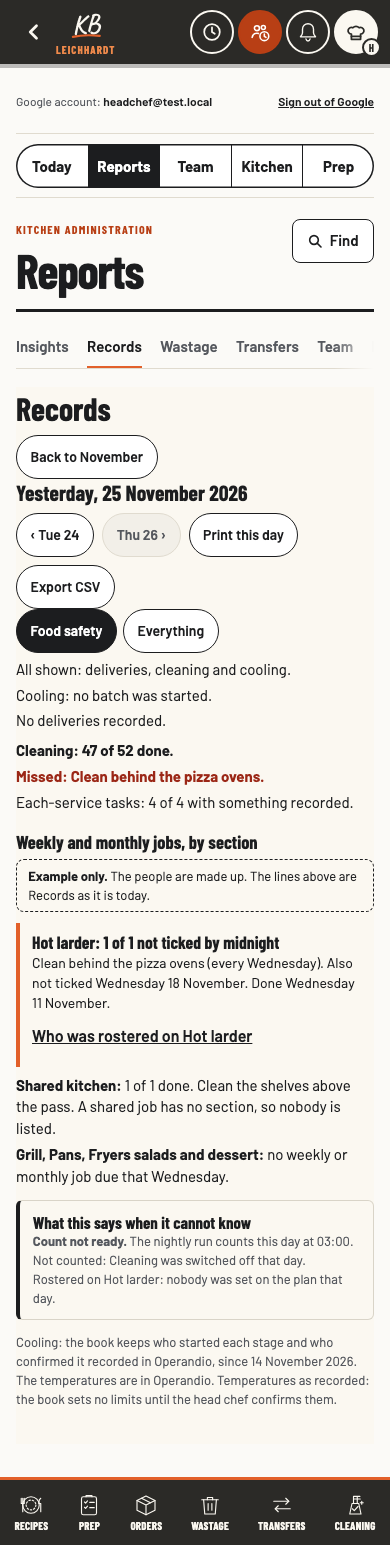 KB
LEICHHARDT
H
Google account: headchef@test.local
Sign out of Google
Today
Reports
Team
Kitchen
Prep
KITCHEN ADMINISTRATION
Find
Reports
Insights
Records
Wastage
Transfers
Team
Records
Back to November
Yesterday, 25 November 2026
‹ Tue 24
Thu 26 ›
Print this day
Export CSV
Food safety
Everything
All shown: deliveries, cleaning and cooling.
Cooling: no batch was started.
No deliveries recorded.
Cleaning: 47 of 52 done.
Missed: Clean behind the pizza ovens.
Each-service tasks: 4 of 4 with something recorded.
Weekly and monthly jobs, by section
Example only. The people are made up. The lines above are
Records as it is today.
Hot larder: 1 of 1 not ticked by midnight
Clean behind the pizza ovens (every Wednesday). Also
not ticked Wednesday 18 November. Done Wednesday
11 November.
Who was rostered on Hot larder
Shared kitchen: 1 of 1 done. Clean the shelves above
the pass. A shared job has no section, so nobody is
listed.
Grill, Pans, Fryers salads and dessert: no weekly or
monthly job due that Wednesday.
What this says when it cannot know
Count not ready. The nightly run counts this day at 03:00.
Not counted: Cleaning was switched off that day.
Rostered on Hot larder: nobody was set on the plan that
day.
Cooling: the book keeps who started each stage and who
confirmed it recorded in Operandio, since 14 November 2026.
The temperatures are in Operandio. Temperatures as recorded:
the book sets no limits until the head chef confirms them.
RECIPES
PREP
ORDERS
WASTAGE
TRANSFERS
CLEANING